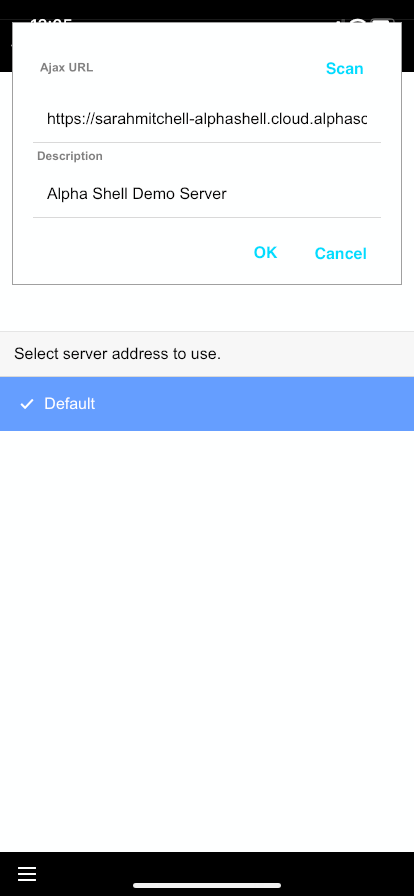 Ajax URL
Scan
https://sarahmitchell-alphashell.cloud.alphasc
Description
Alpha Shell Demo Server
OK
Cancel
Select server address to use.
Default